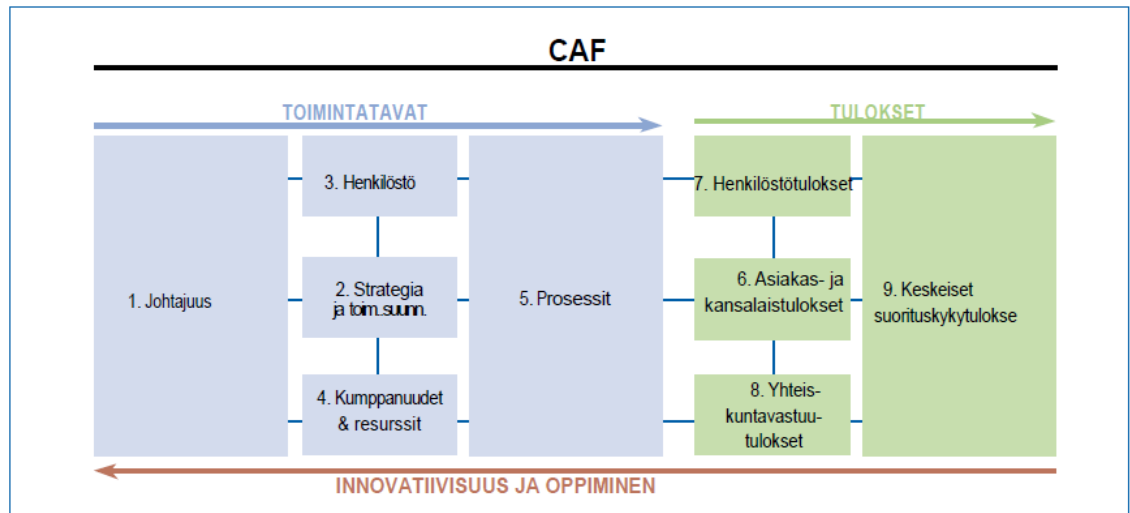 CAF
TOIMINTATAVAT
TULOKSET
1. Johtajuus
3. Henkilöstö
2. Strategia
ja toim.suunn.
4. Kumppanuudet
& resurssit
5. Prosessit
7. Henkilöstötulokset
6. Asiakas- ja
kansalaistulokset
8. Yhteis-
kuntavastuu-
tulokset
9. Keskeiset
suorituskykytulokse
INNOVATIIVISUUS JA OPPIMINEN